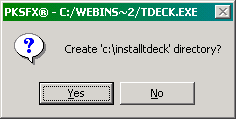 PKSFX® - C:/WEBINS~2/TDECK.EXE
Create 'c:\installtdeck' directory?
Yes
No